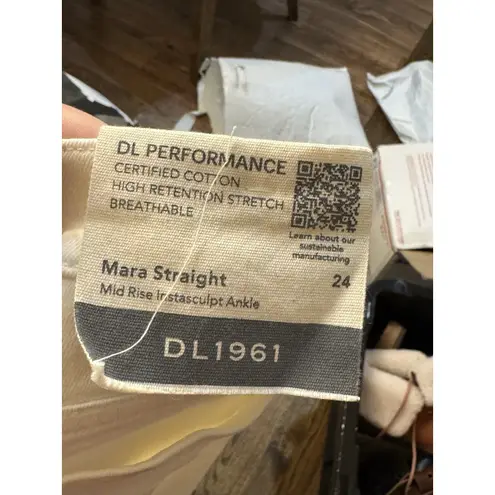 DL PERFORMANCE
CERTIFIED COTTON
HIGH RETENTION STRETCH
BREATHABLE
Learn about our
sustainable
manufacturing
Mara Straight
24
Mid Rise Instasculpt Ankle
DL1961